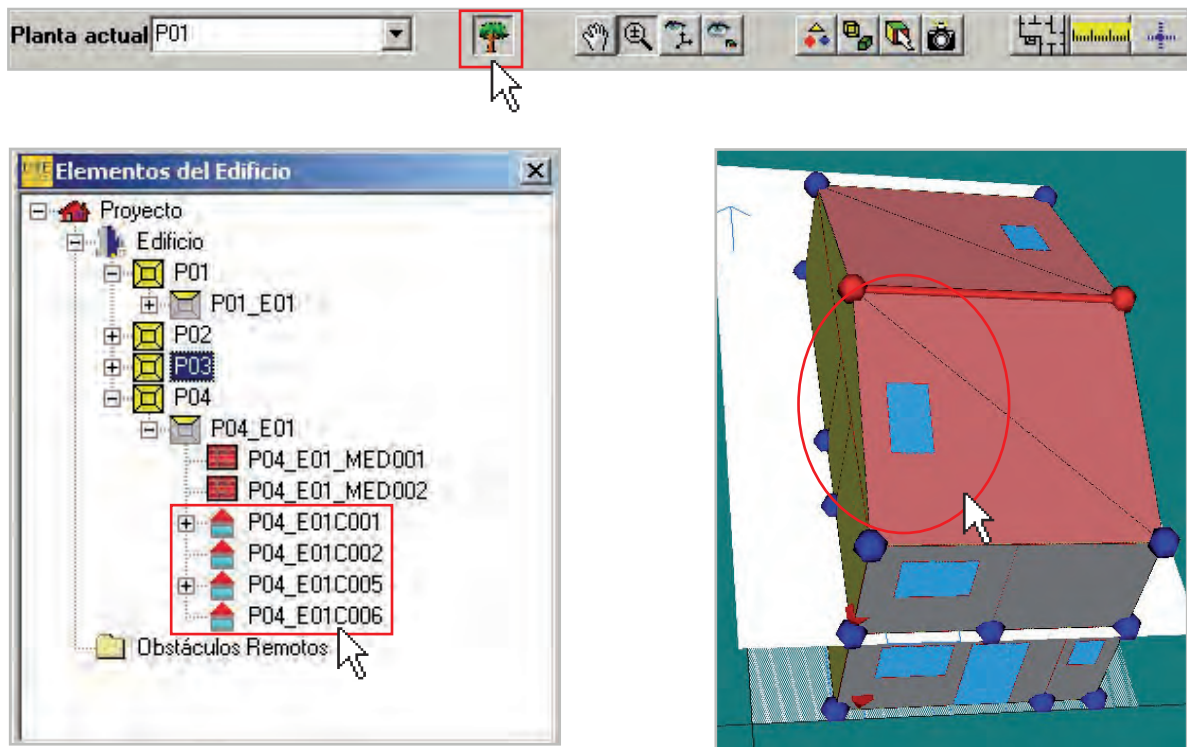 Planta actual P01
Elementos del Edificio
Proyecto
Edificio
P01
P01_E01
P02
P03
P04
P04_E01
P04_E01_MED001
P04_E01_MED002
P04_E01C001
P04_E01C002
P04_E01C005
P04_E01C006
Obstáculos Remotos